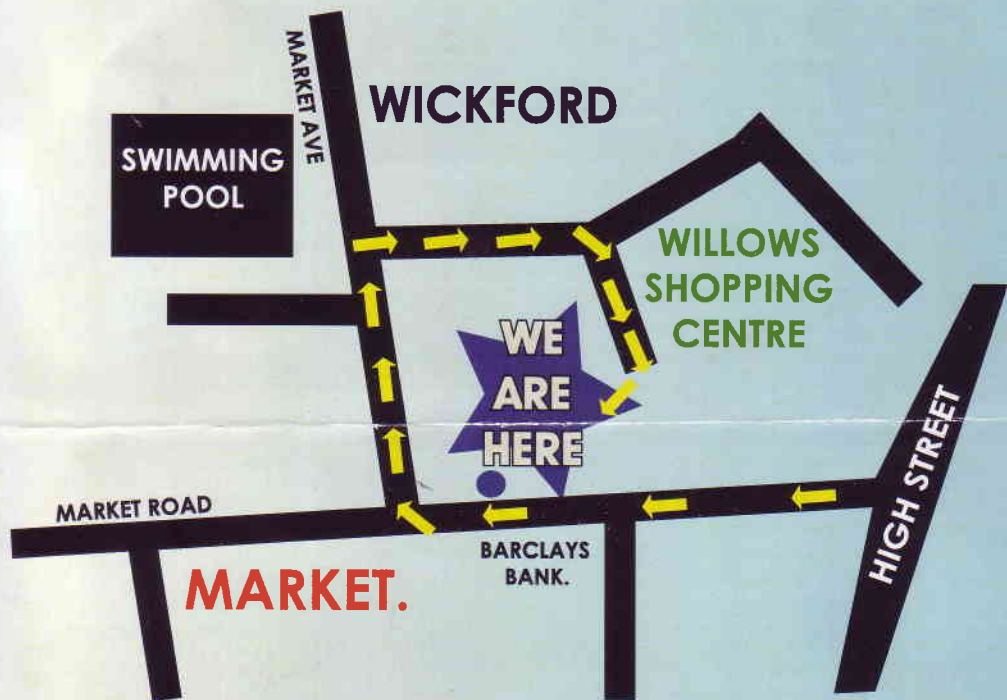 MARKET AVE
WICKFORD
SWIMMING
POOL
WILLOWS
SHOPPING
CENTRE
WE
ARE
HERE
HIGH STREET
MARKET ROAD
BARCLAYS
BANK.
MARKET.